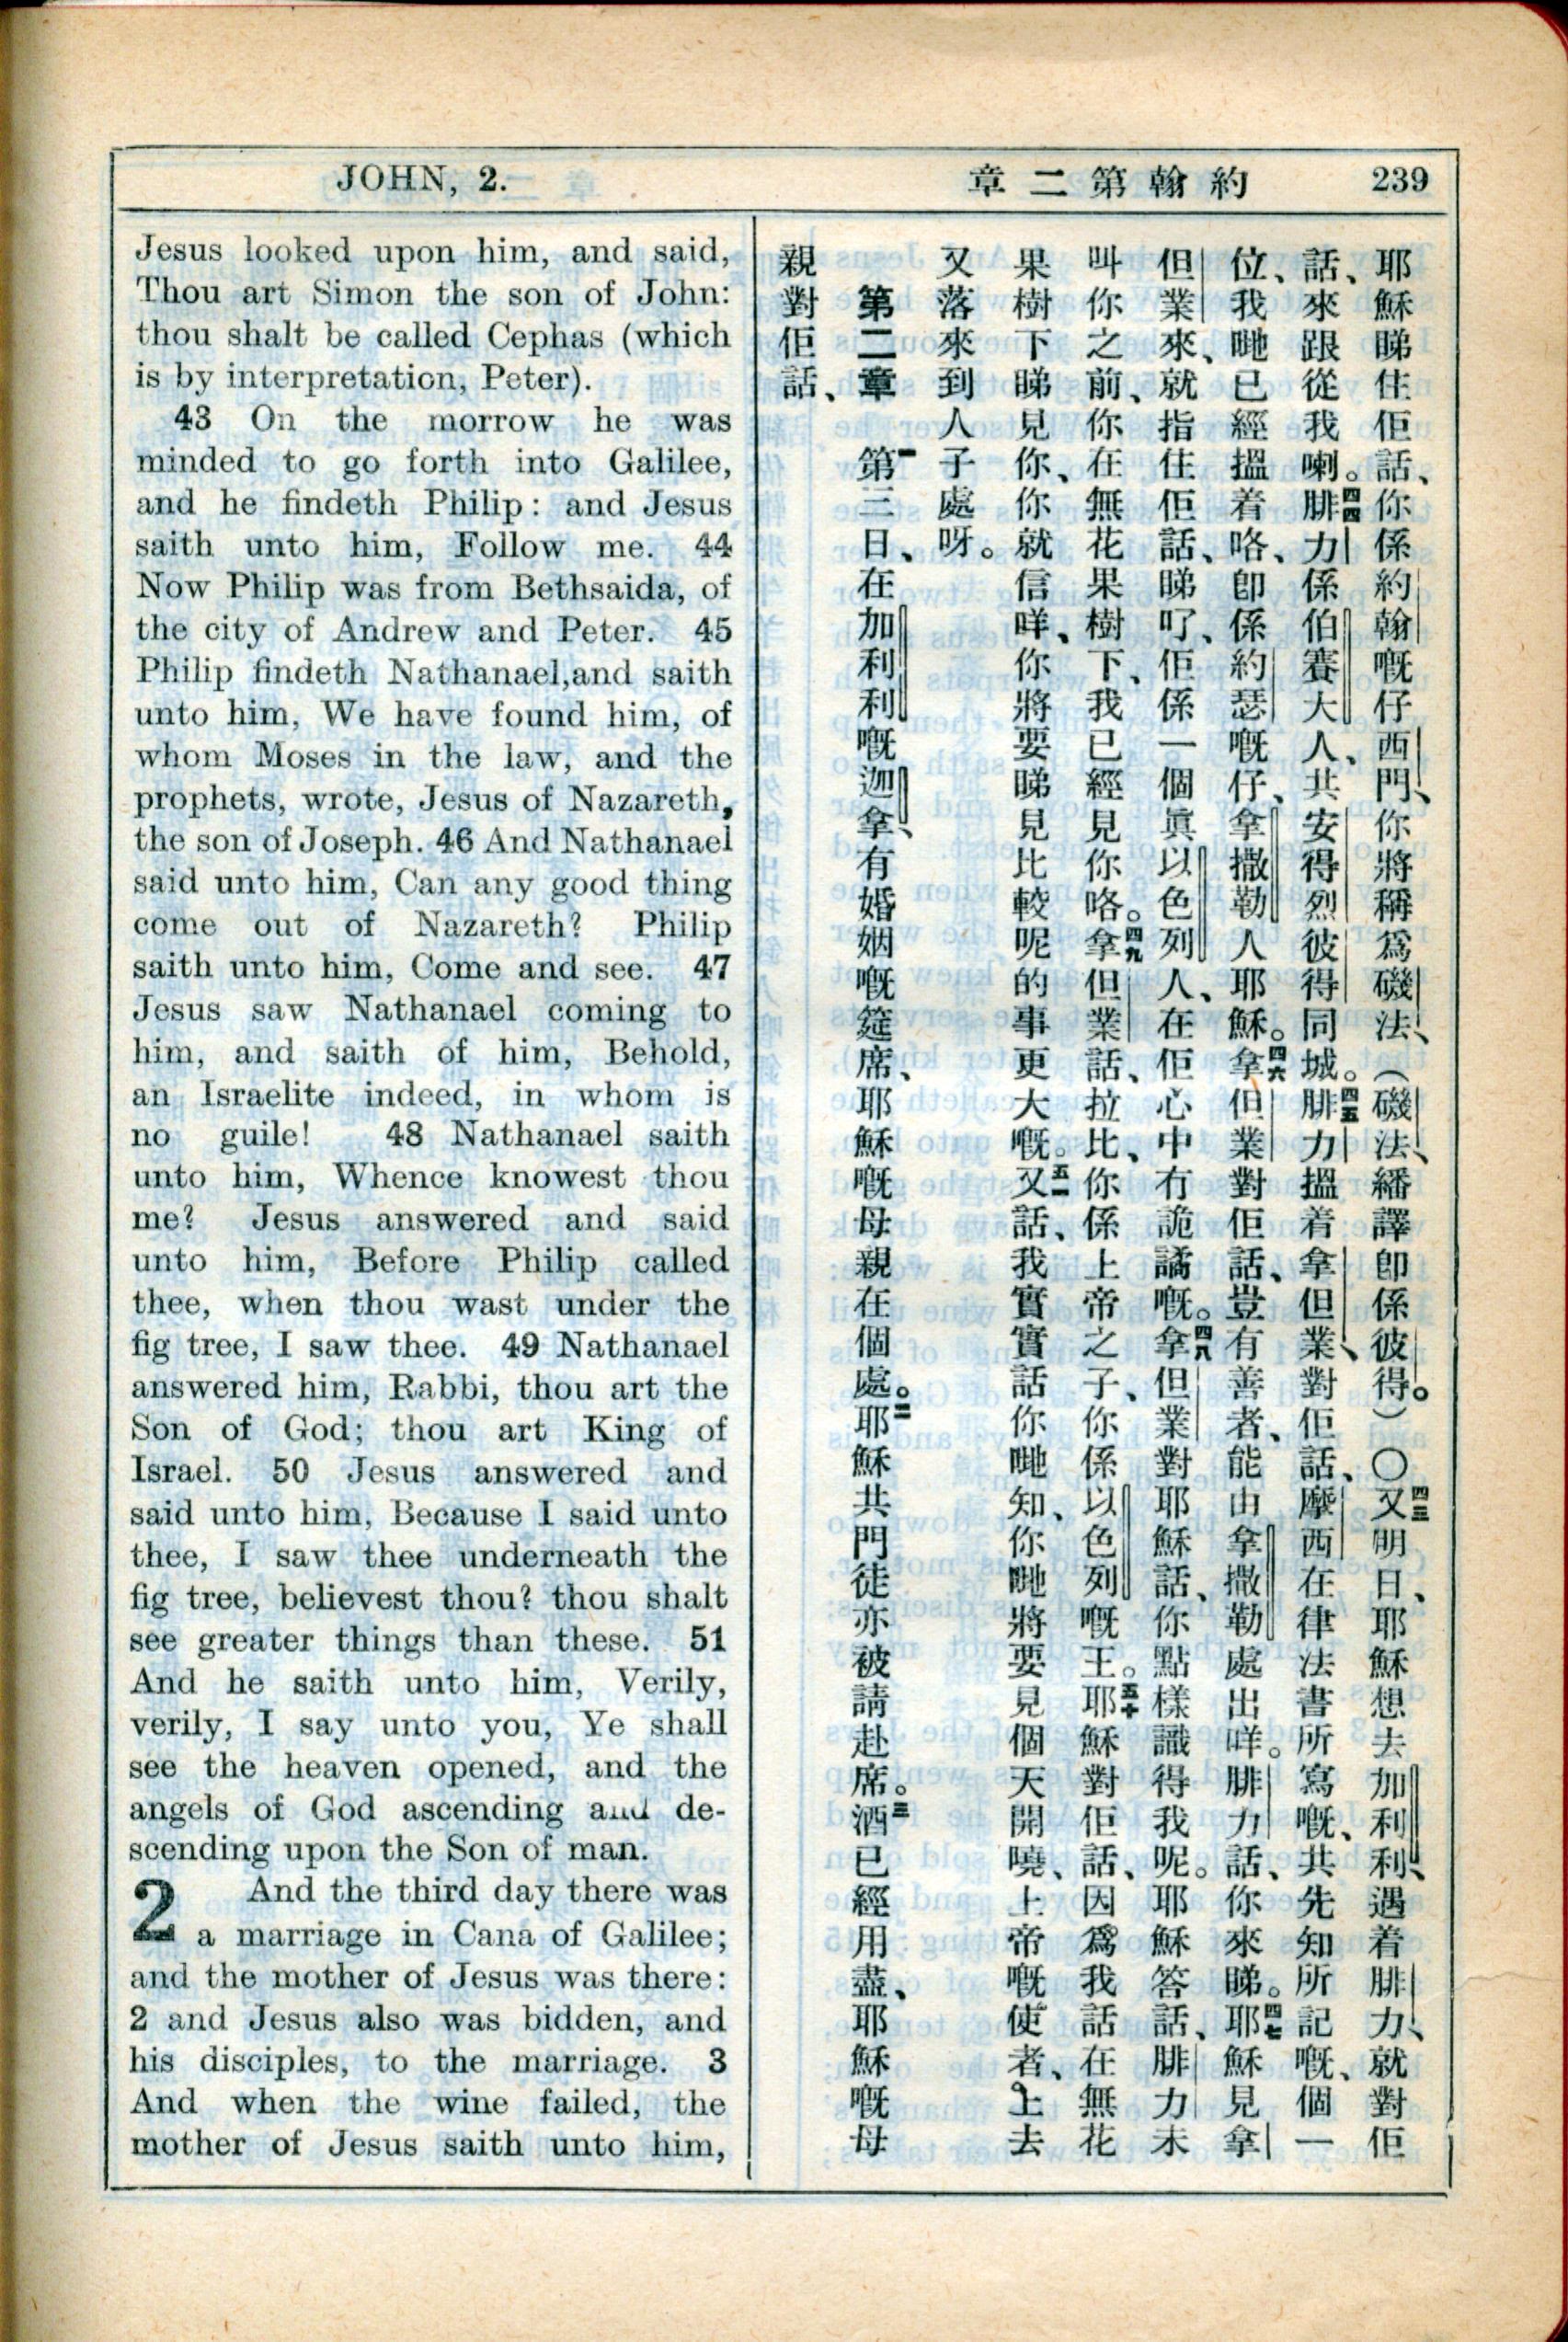 JOHN, 2.
約翰第二章
239
Jesus looked upon him, and said,
Thou art Simon the son of John:
thou shalt be called Cephas (which
is by interpretation, Peter).
43 On the morrow he was
minded to go forth into Galilee,
and he findeth Philip: and Jesus
saith unto him, Follow me. 44
Now Philip was from Bethsaida, of
the city of Andrew and Peter. 45
Philip findeth Nathanael,and saith
unto him, We have found him, of
whom Moses in the law, and the
prophets, wrote, Jesus of Nazareth,
the son of Joseph. 46 And Nathanael
said unto him, Can any good thing
come out of Nazareth? Philip
saith unto him, Come and see. 47
Jesus saw Nathanael coming to
him, and saith of him, Behold,
an Israelite indeed, in whom is
no guile! 48 Nathanael saith
unto him, Whence knowest thou
me? Jesus answered and said
unto him, Before Philip called
thee, when thou wast under the
fig tree, I saw thee. 49 Nathanael
answered him, Rabbi, thou art the
Son of God; thou art King of
Israel. 50 Jesus answered and
said unto him, Because I said unto
thee, I saw thee underneath the
fig tree, believest thou? thou shalt
see greater things than these. 51
And he saith unto him, Verily,
verily, I say unto you, Ye shall
see the heaven opened, and the
angels of God ascending and de-
scending upon the Son of man.
2 And the third day there was
a marriage in Cana of Galilee;
and the mother of Jesus was there:
2 and Jesus also was bidden, and
his disciples, to the marriage. 3
And when the wine failed, the
mother of Jesus saith unto him,
耶穌睇住佢話、你係約翰嘅仔西門、你將稱爲磯法、(磯法、繙譯卽係彼得。)〇四三又明日、耶穌想去加利利、遇着腓力、就對佢
話、來跟從我喇。四四腓力係伯賽大人、共安得烈彼得同城。四五腓力搵着拿但業、對佢話、摩西在律法書所寫嘅、共先知所記嘅、個一
位、我哋已經搵着咯、卽係約瑟嘅仔、拿撒勒人耶穌。四六拿但業對佢話、豈有善者、能由拿撒勒處出咩。腓力話、你來睇。四七耶穌見拿
但業來、就指住佢話、睇吖、佢係一個眞以色列人、在佢心中冇詭譎嘅。四八拿但業對耶穌話、你點樣識得我呢。耶穌答話、腓力未
叫你之前、你在無花果樹下、我已經見你咯。四九拿但業話、拉比、你係上帝之子、你係以色列嘅王。五十耶穌對佢話、因爲我話在無花
果樹下睇見你、你就信咩、你將要睇見比較呢的事更大嘅。五一又話、我實實話你哋知、你哋將要見個天開嘵、上帝嘅使者、上去
又落來到人子處呀。
第二章 一第三日、在加利利嘅迦拿、有婚姻嘅筵席、耶穌嘅母親在個處。二耶穌共門徒亦被請赴席。三酒已經用盡、耶穌嘅母
親對佢話、